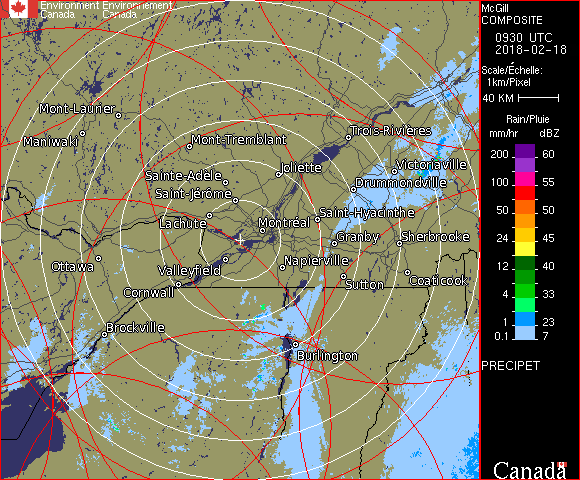 Environment Environnement
Canada Canada
McGill
COMPOSITE
0930 UTC
2018-02-18
Scale/Échelle:
1km/Pixel
40 KM
Rain/Pluie
mm/hr dBZ
200 60
100 55
50 50
24 45
12 40
4 33
1 23
0.1 7
PRECIPET
Canada
Mont-Laurier
Maniwaki
Mont-Tremblant
Trois-Rivières
Sainte-Adèle
Joliette
Victoriaville
Saint-Jérôme
Drummondville
Lachute
Montréal
Saint-Hyacinthe
Granby
Sherbrooke
Ottawa
Valleyfield
Napierville
Cornwall
Sutton
Coaticook
Brockville
Burlington